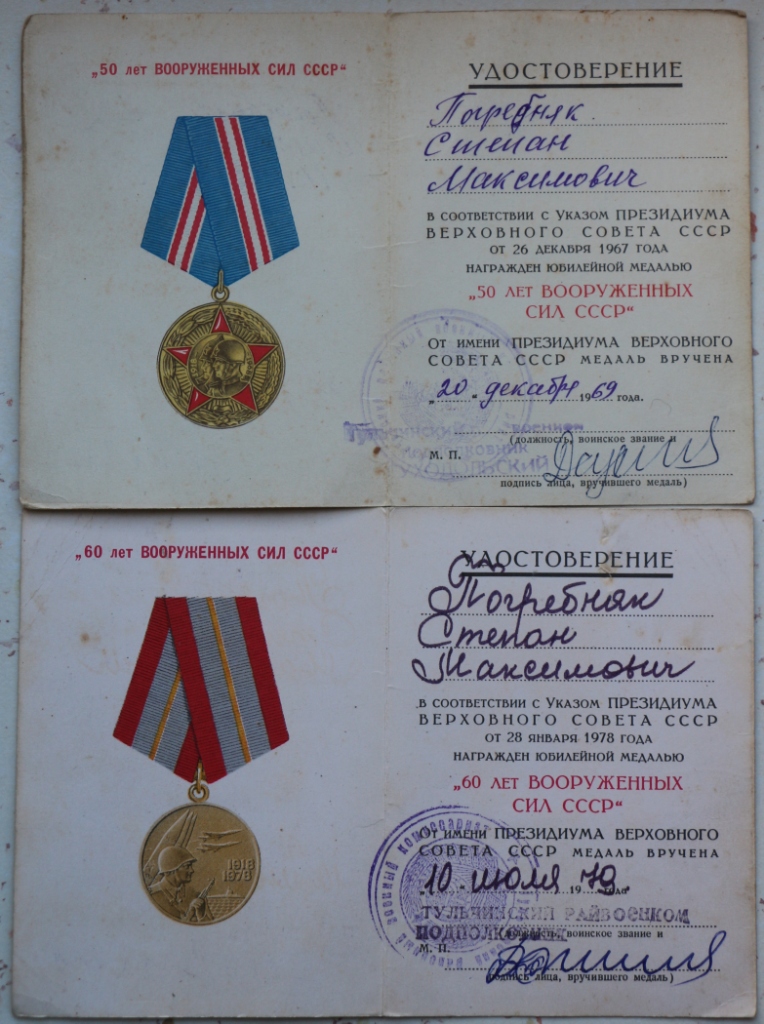 „50 лет ВООРУЖЕННЫХ СИЛ СССР“
УДОСТОВЕРЕНИЕ
Погребняк
Степан
Максимович
В СООТВЕТСТВИИ С УКАЗОМ ПРЕЗИДИУМА
ВЕРХОВНОГО СОВЕТА СССР
ОТ 26 ДЕКАБРЯ 1967 ГОДА
НАГРАЖДЕН ЮБИЛЕЙНОЙ МЕДАЛЬЮ
„50 ЛЕТ ВООРУЖЕННЫХ
СИЛ СССР“
ОТ ИМЕНИ ПРЕЗИДИУМА ВЕРХОВНОГО
СОВЕТА СССР МЕДАЛЬ ВРУЧЕНА
„20“ декабря 1969 года.
(должность, воинское звание и
М. П.
подпись лица, вручившего медаль)
„60 лет ВООРУЖЕННЫХ СИЛ СССР“
1918
1978
УДОСТОВЕРЕНИЕ
Погребняк
Степан
Максимович
В СООТВЕТСТВИИ С УКАЗОМ ПРЕЗИДИУМА
ВЕРХОВНОГО СОВЕТА СССР
ОТ 28 ЯНВАРЯ 1978 ГОДА
НАГРАЖДЕН ЮБИЛЕЙНОЙ МЕДАЛЬЮ
„60 ЛЕТ ВООРУЖЕННЫХ
СИЛ СССР“
ОТ ИМЕНИ ПРЕЗИДИУМА ВЕРХОВНОГО
СОВЕТА СССР МЕДАЛЬ ВРУЧЕНА
„10“ июля 1979 года
ТУЛЬЧИНСКИЙ РАЙВОЕНКОМ
ПОДПОЛКОВНИК
(должность, воинское звание и
М. П.
подпись лица, вручившего медаль)